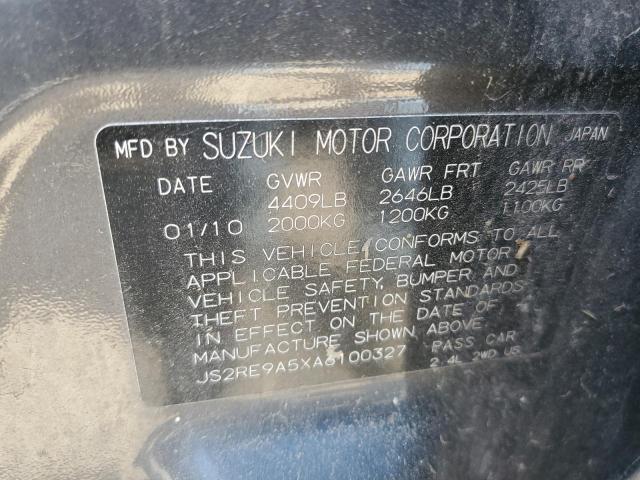 MFD BY SUZUKI MOTOR CORPORATION JAPAN
DATE GVWR GAWR FRT GAWR RR
4409LB 2646LB 2425LB
01/10 2000KG 1200KG 1100KG
THIS VEHICLE CONFORMS TO ALL
APPLICABLE FEDERAL MOTOR
VEHICLE SAFETY, BUMPER AND
THEFT PREVENTION STANDARDS
IN EFFECT ON THE DATE OF
MANUFACTURE SHOWN ABOVE.
JS2RE9A5XA6100327 PASS CAR
2.4L 2WD US